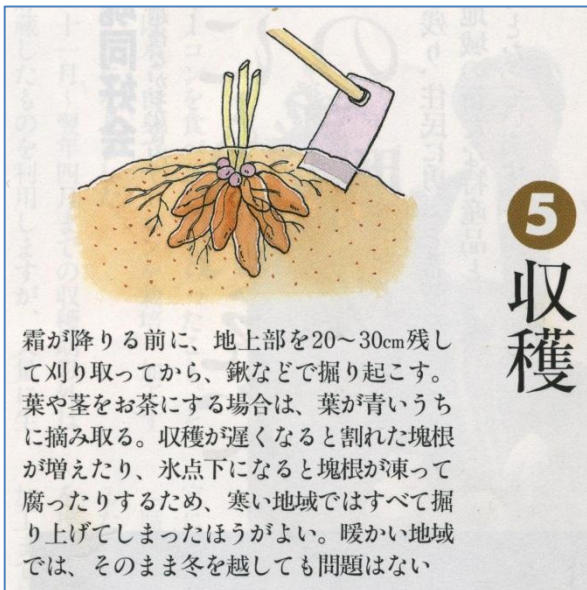 5
収穫
霜が降りる前に、地上部を20〜30cm残し
て刈り取ってから、鍬などで掘り起こす。
葉や茎をお茶にする場合は、葉が青いうち
に摘み取る。収穫が遅くなると割れた塊根
が増えたり、氷点下になると塊根が凍って
腐ったりするため、寒い地域ではすべて掘
り上げてしまったほうがよい。暖かい地域
では、そのまま冬を越しても問題はない